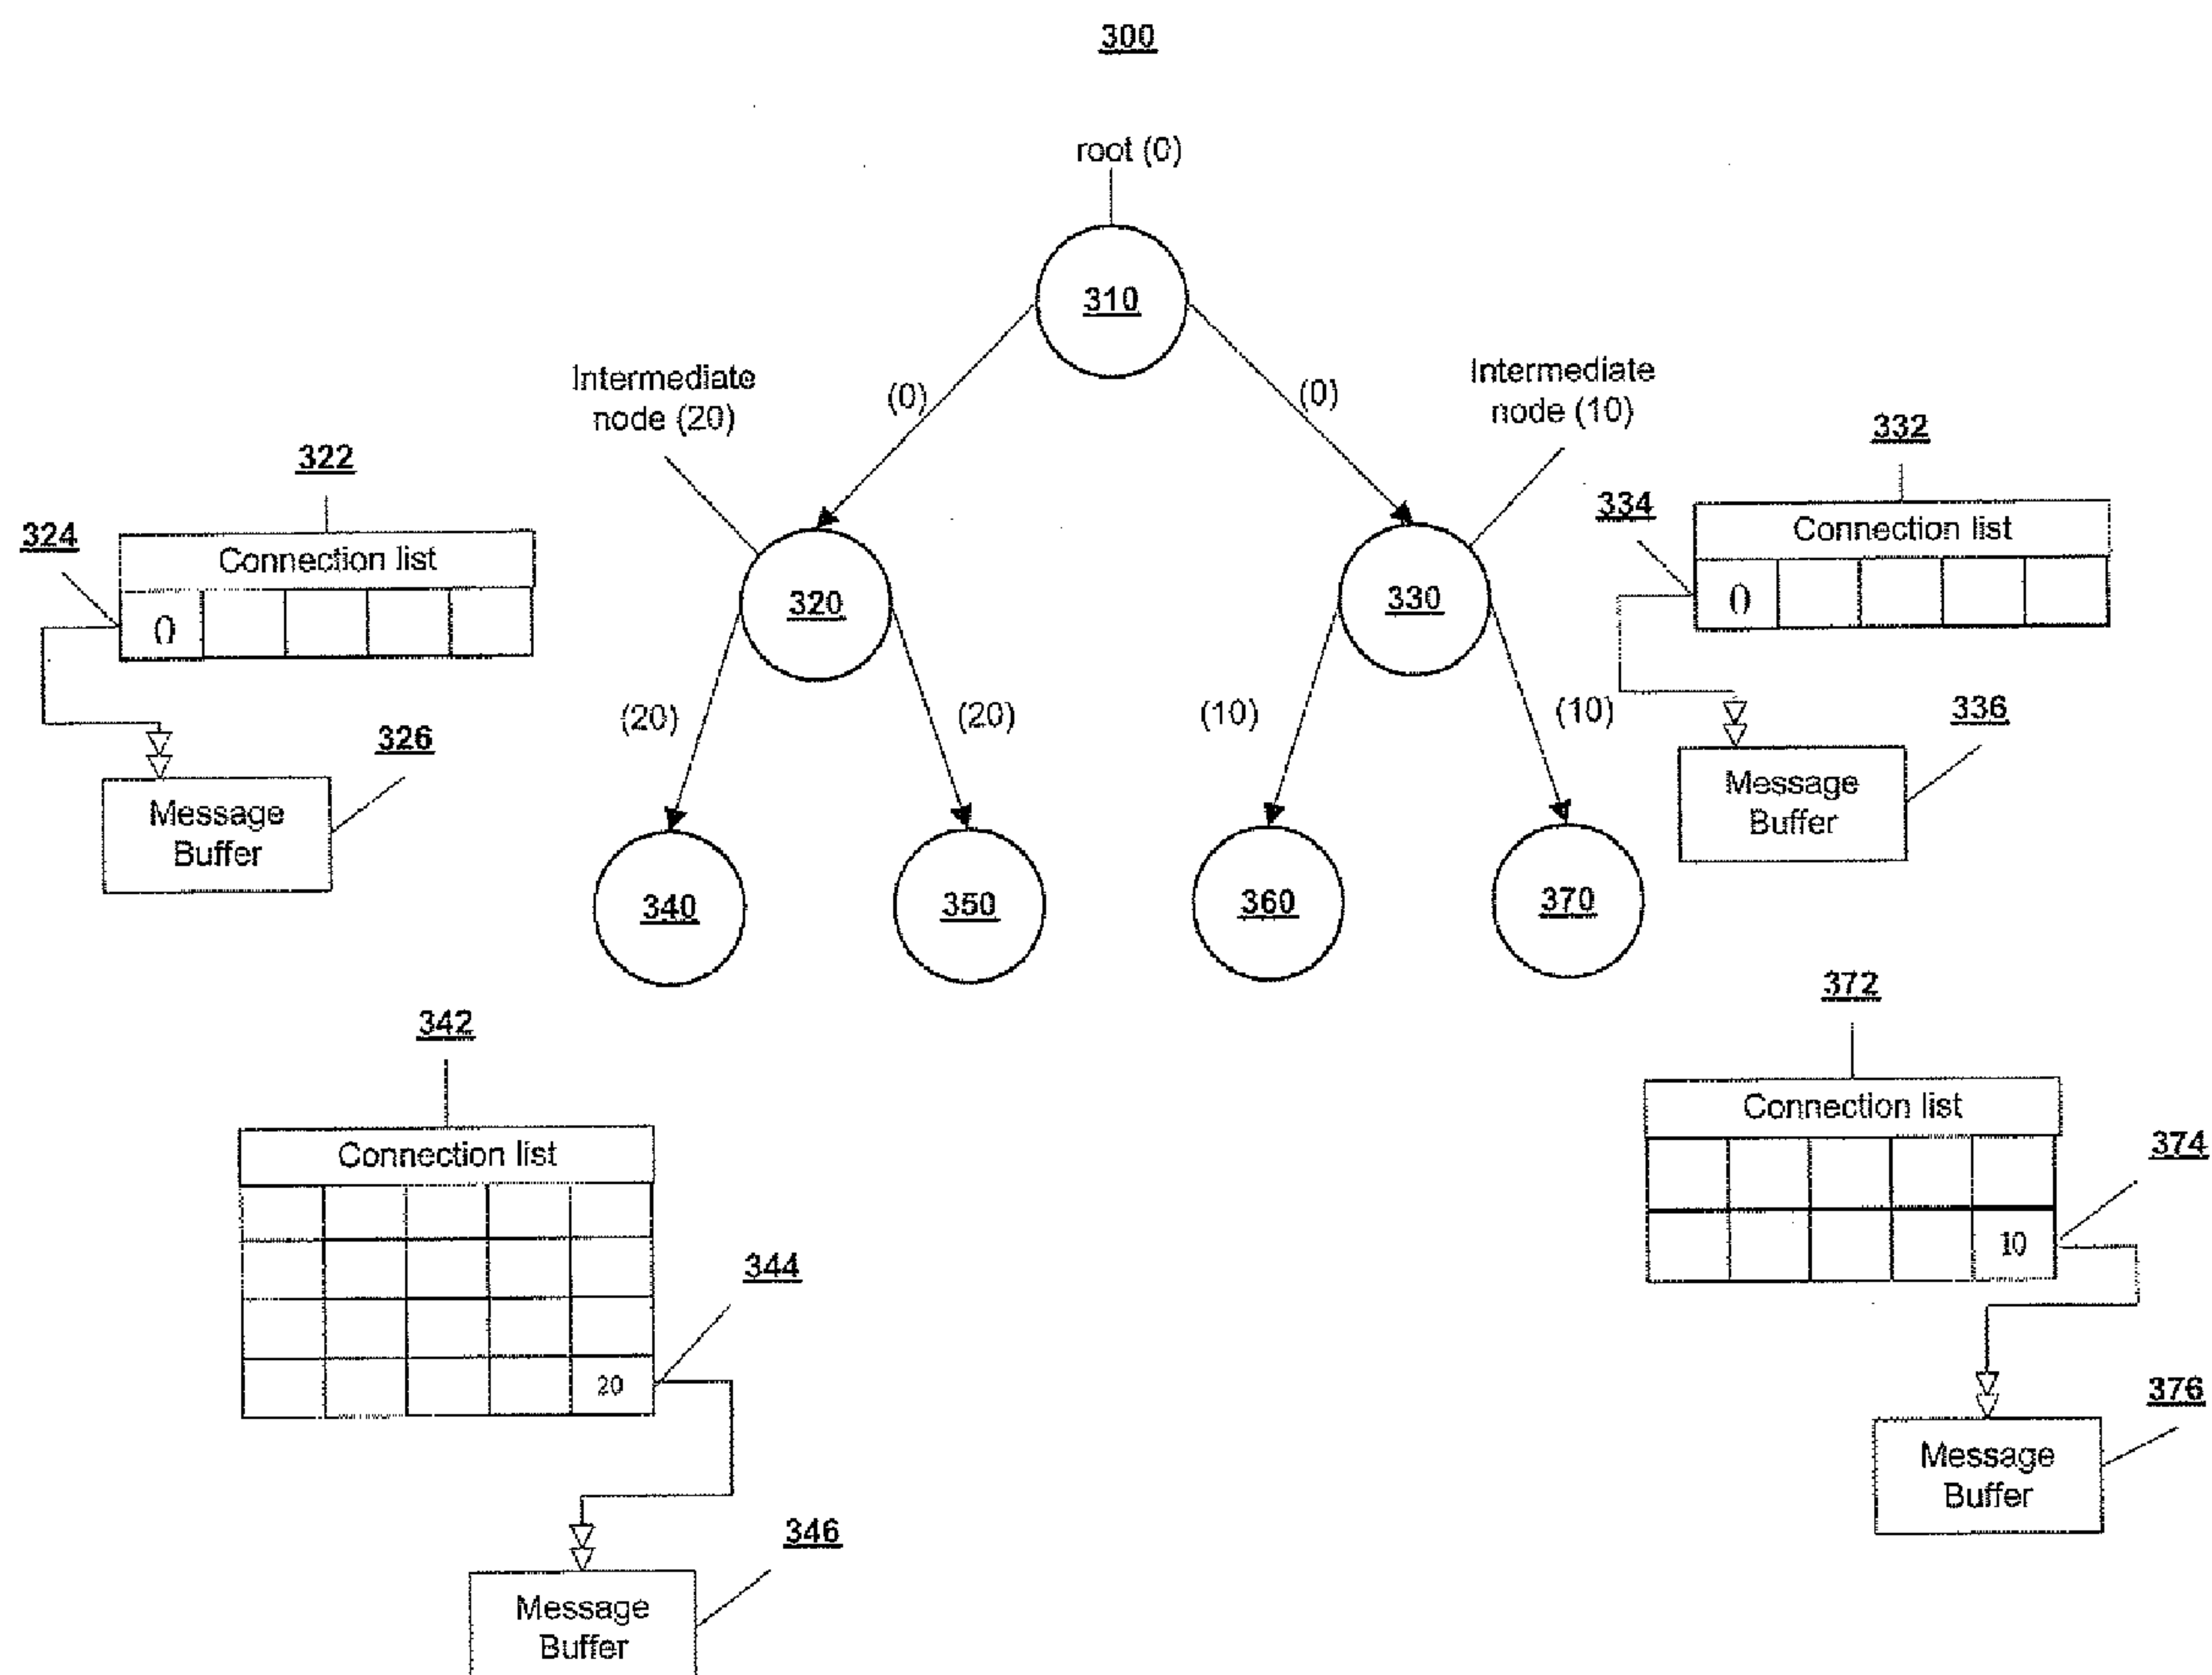 300
root (0)
310
Intermediate
node (20)
(0)
(0)
Intermediate
node (10)
322
332
324
Connection list
0
334
Connection list
0
320
330
(20)
(20)
(10)
(10)
326
Message
Buffer
336
Message
Buffer
340
350
360
370
342
Connection list
20
344
346
Message
Buffer
372
Connection list
10
374
376
Message
Buffer